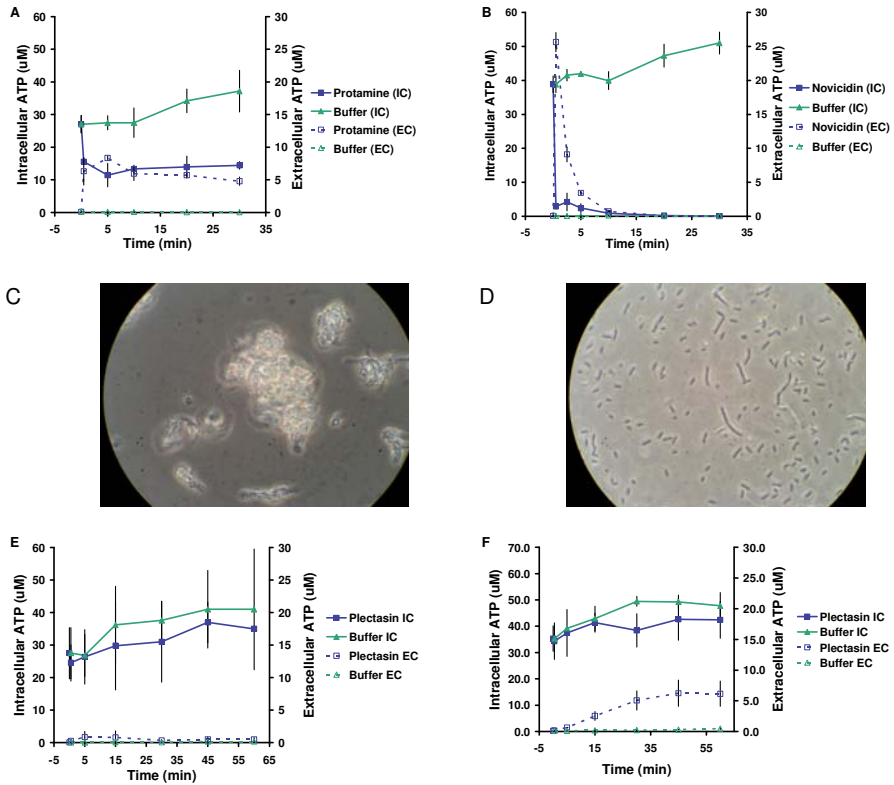 A
60
50
40
30
20
10
0
Intracellular ATP (uM)
30
25
20
15
10
5
0
Extracellular ATP (uM)
-5 5 15 25 35
Time (min)
Protamine (IC)
Buffer (IC)
Protamine (EC)
Buffer (EC)
B
60
50
40
30
20
10
0
Intracellular ATP (uM)
30
25
20
15
10
5
0
Extracellular ATP (uM)
-5 5 15 25 35
Time (min)
Novicidin (IC)
Buffer (IC)
Novicidin (EC)
Buffer (EC)
C
D
E
60
50
40
30
20
10
0
Intracellular ATP (uM)
30
25
20
15
10
5
0
Extracellular ATP (uM)
-5 5 15 25 35 45 55 65
Time (min)
Plectasin IC
Buffer IC
Plectasin EC
Buffer EC
F
70.0
60.0
50.0
40.0
30.0
20.0
10.0
0.0
Intracellular ATP (uM)
30.0
25.0
20.0
15.0
10.0
5.0
0.0
Extracellular ATP (uM)
-5 15 35 55
Time (min)
Plectasin IC
Buffer IC
Plectasin EC
Buffer EC